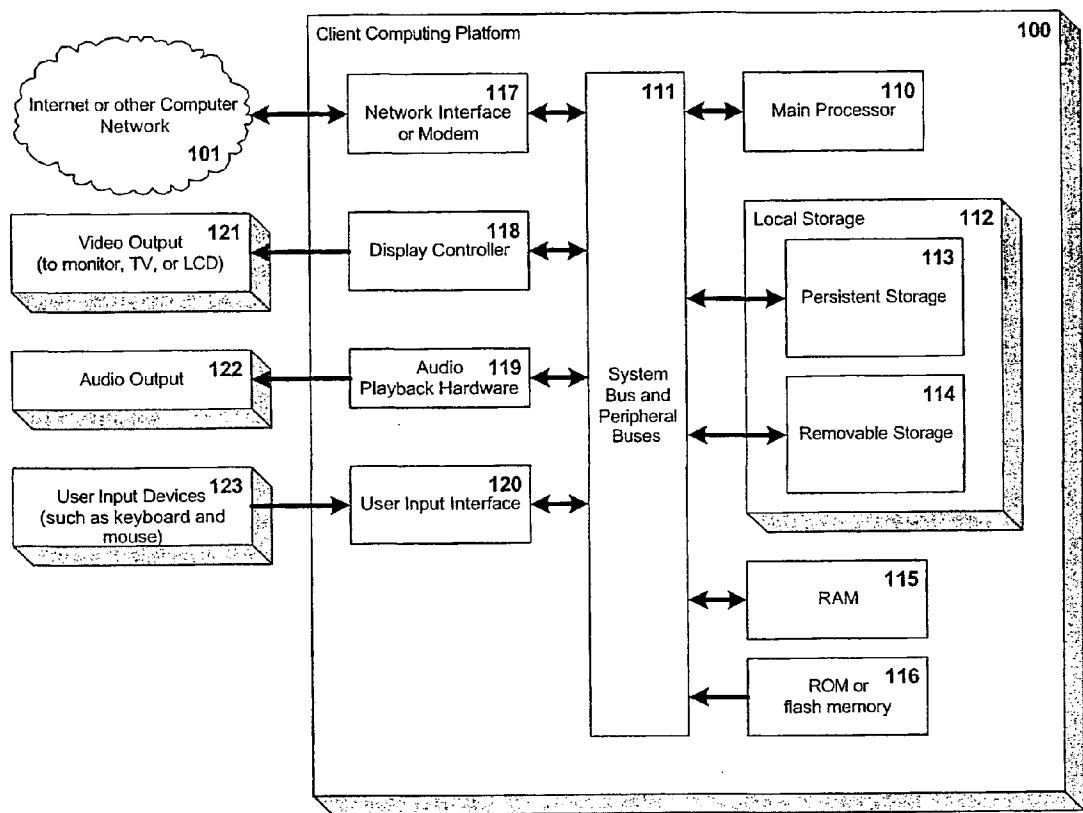 Client Computing Platform
100
Internet or other Computer
Network
101
117
Network Interface
or Modem
111
System
Bus and
Peripheral
Buses
110
Main Processor
121
Video Output
(to monitor, TV, or LCD)
118
Display Controller
Local Storage
112
113
Persistent Storage
114
Removable Storage
122
Audio Output
Audio
119
Playback Hardware
User Input Devices
123
(such as keyboard and
mouse)
120
User Input Interface
115
RAM
ROM or
116
flash memory